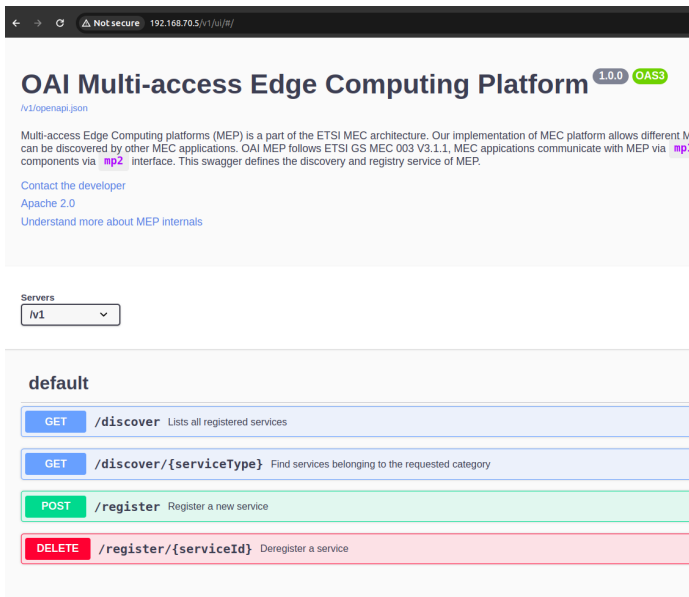 Not secure 192.168.70.5/v1/ui/#/
OAI Multi-access Edge Computing Platform 1.0.0 OAS3
/v1/openapi.json
Multi-access Edge Computing platforms (MEP) is a part of the ETSI MEC architecture. Our implementation of MEC platform allows different M
can be discovered by other MEC applications. OAI MEP follows ETSI GS MEC 003 V3.1.1, MEC appications communicate with MEP via mp1
components via mp2 interface. This swagger defines the discovery and registry service of MEP.
Contact the developer
Apache 2.0
Understand more about MEP internals
Servers
/v1
default
GET /discover Lists all registered services
GET /discover/{serviceType} Find services belonging to the requested category
POST /register Register a new service
DELETE /register/{serviceId} Deregister a service